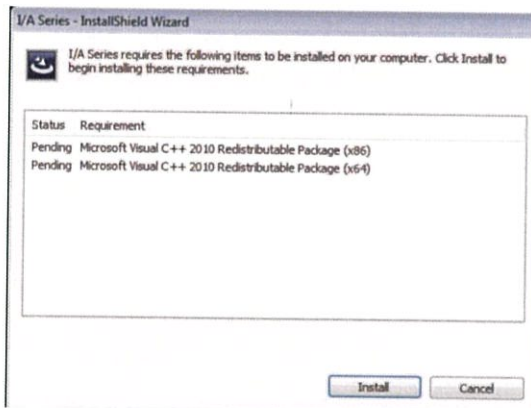 I/A Series - InstallShield Wizard
I/A Series requires the following items to be installed on your computer. Click Install to
begin installing these requirements.
Status Requirement
Pending Microsoft Visual C++ 2010 Redistributable Package (x86)
Pending Microsoft Visual C++ 2010 Redistributable Package (x64)
Install Cancel